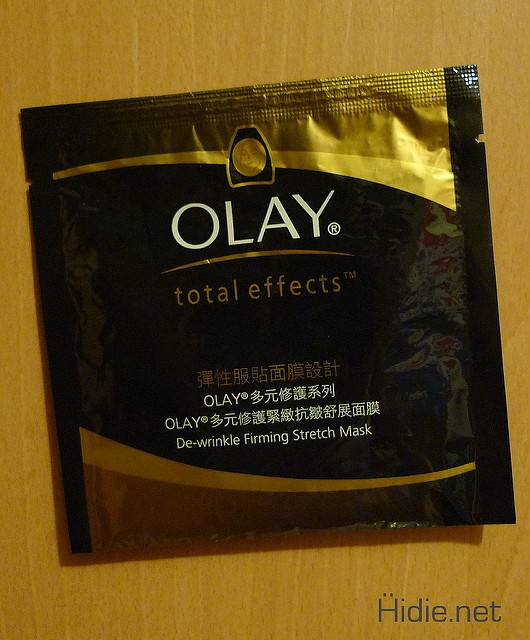 OLAY®
total effects™
彈性服貼面膜設計
OLAY®多元修護系列
OLAY®多元修護緊緻抗皺舒展面膜
De-wrinkle Firming Stretch Mask
Hidie.net